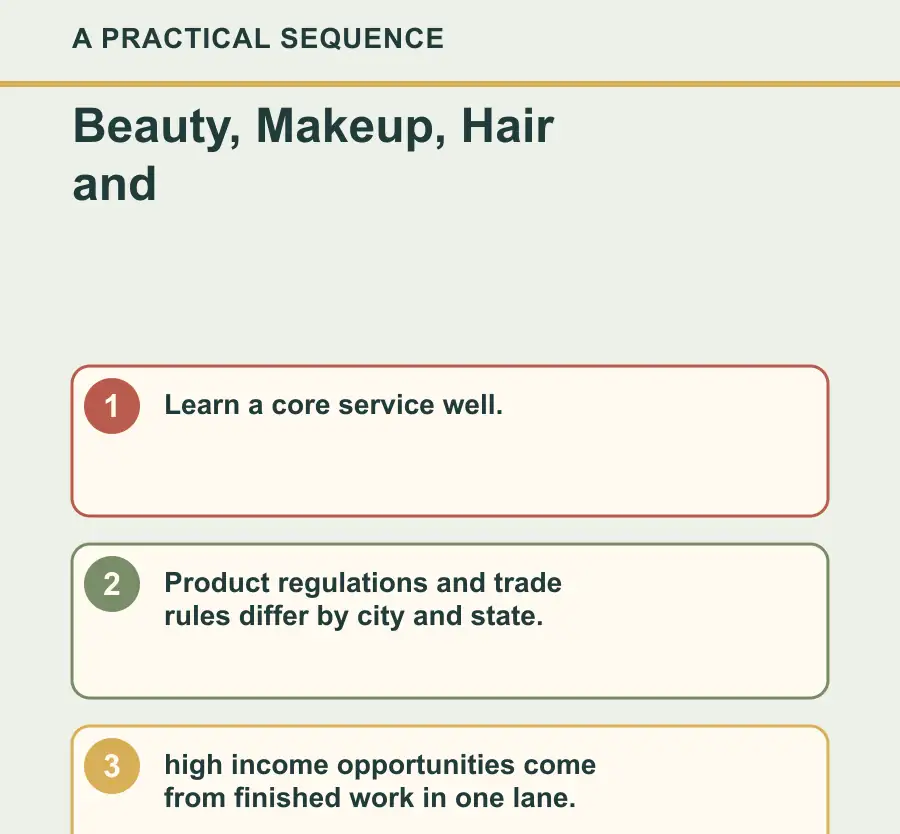 A PRACTICAL SEQUENCE
Beauty, Makeup, Hair
and
1
Learn a core service well.
2
Product regulations and trade
rules differ by city and state.
3
high income opportunities come
from finished work in one lane.